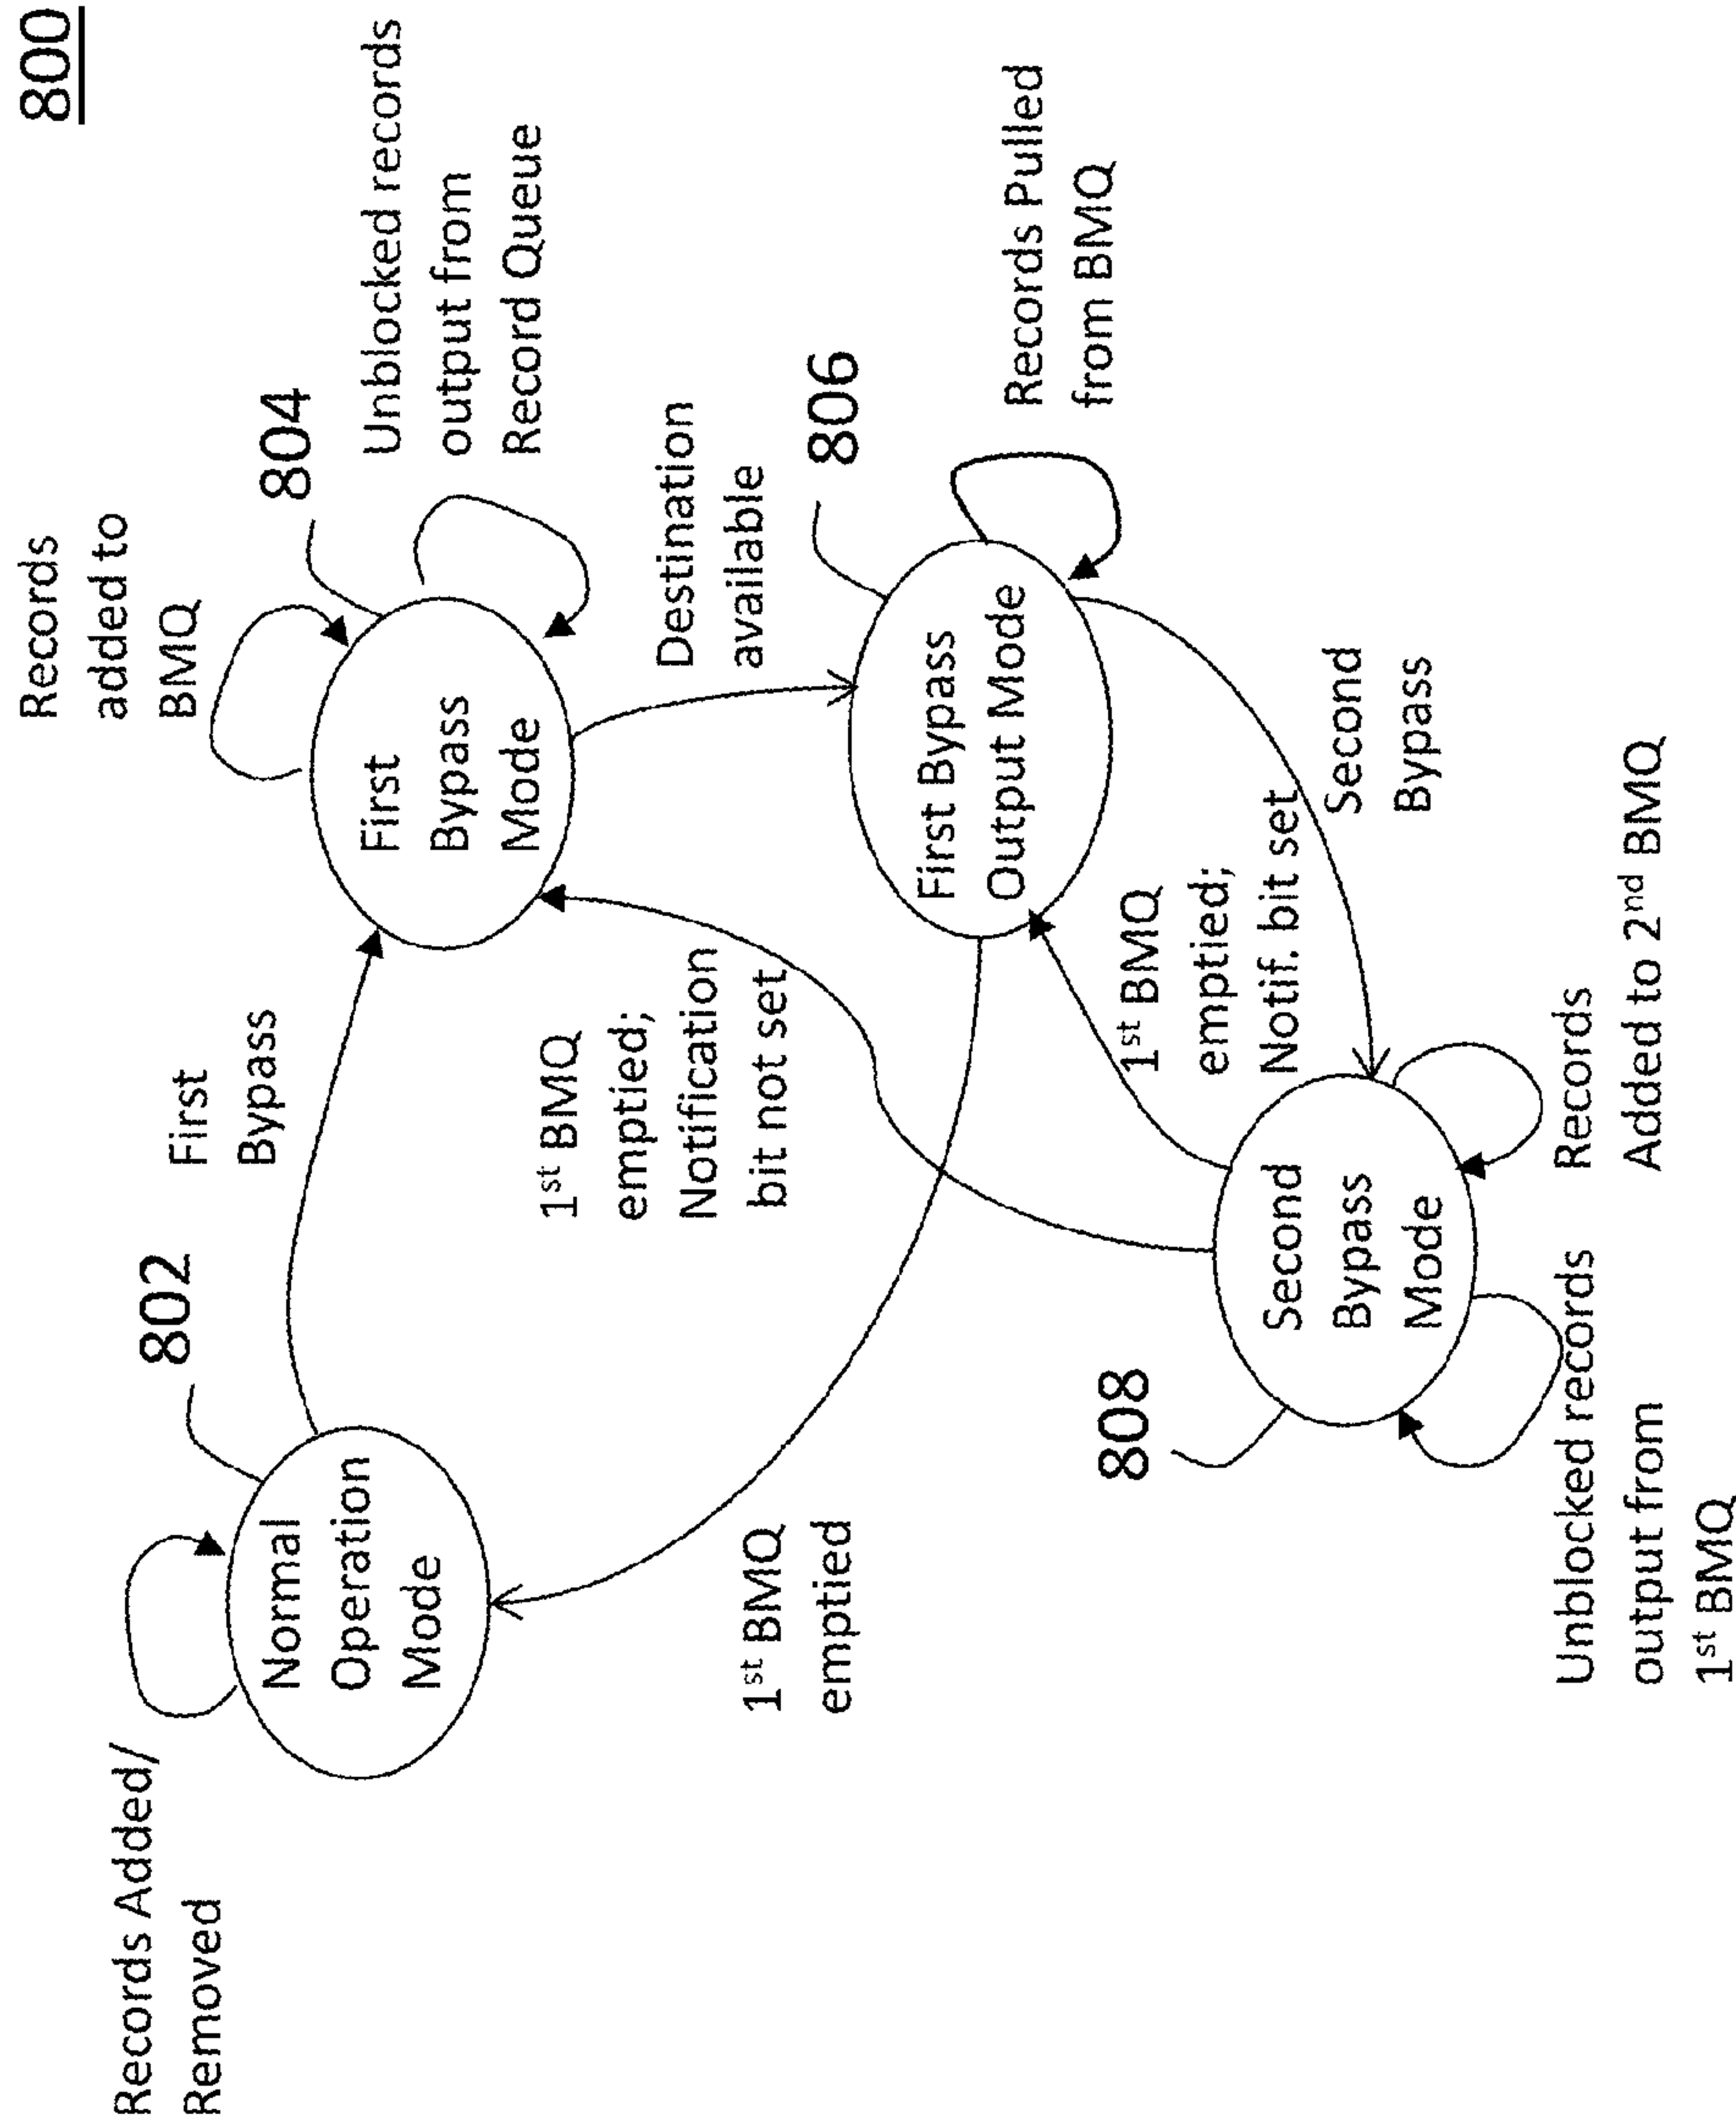 800
Records Added/
Removed
802
Normal
Operation
Mode
First
Bypass
Records
added to
BMQ
804
First
Bypass
Mode
Unblocked records
output from
Record Queue
Destination
available
1st BMQ
emptied;
Notification
bit not set
1st BMQ
emptied
806
First Bypass
Output Mode
Records Pulled
from BMQ
1st BMQ
emptied;
Notif. bit set
Second
Bypass
808
Second
Bypass
Mode
Unblocked records
output from
1st BMQ
Records
Added to 2nd BMQ